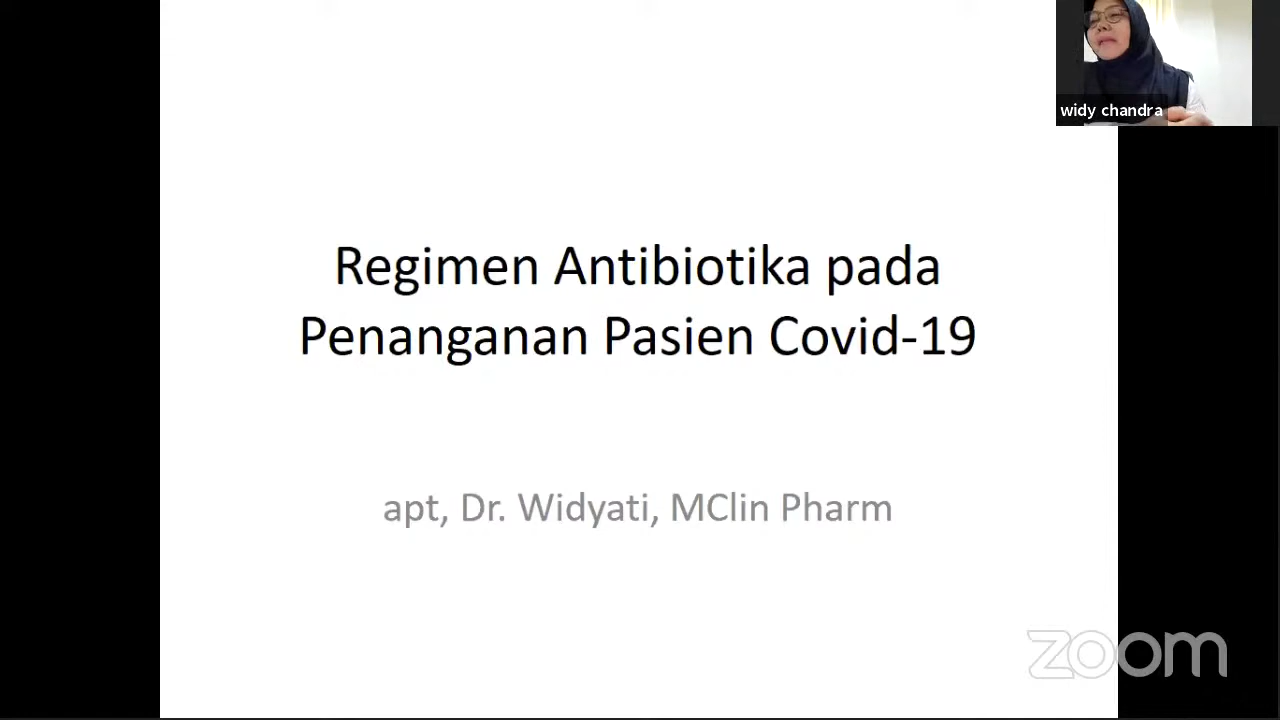 widy chandra
Regimen Antibiotika pada
Penanganan Pasien Covid-19
apt, Dr. Widyati, MClin Pharm
zoom